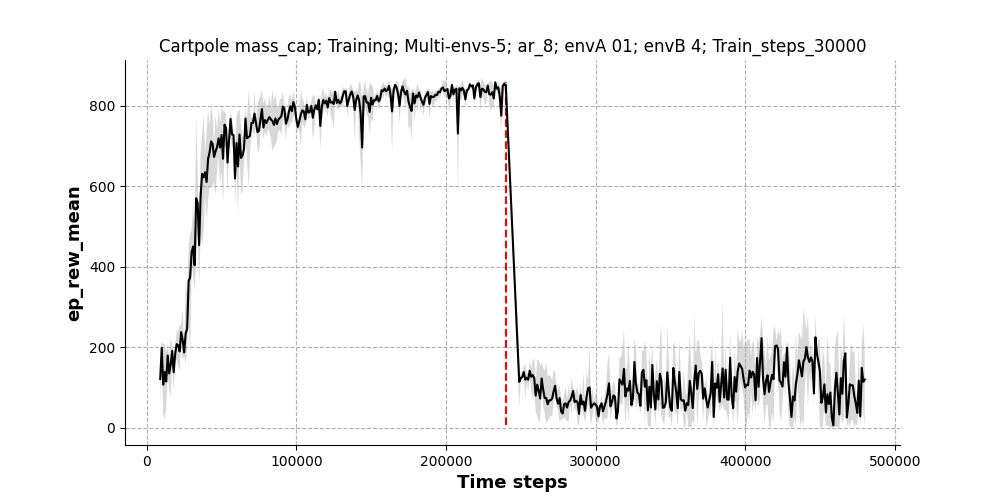 Cartpole mass_cap; Training; Multi-envs-5; ar_8; envA 01; envB 4; Train_steps_30000
ep_rew_mean
800
600
400
200
0
0 100000 200000 300000 400000 500000
Time steps